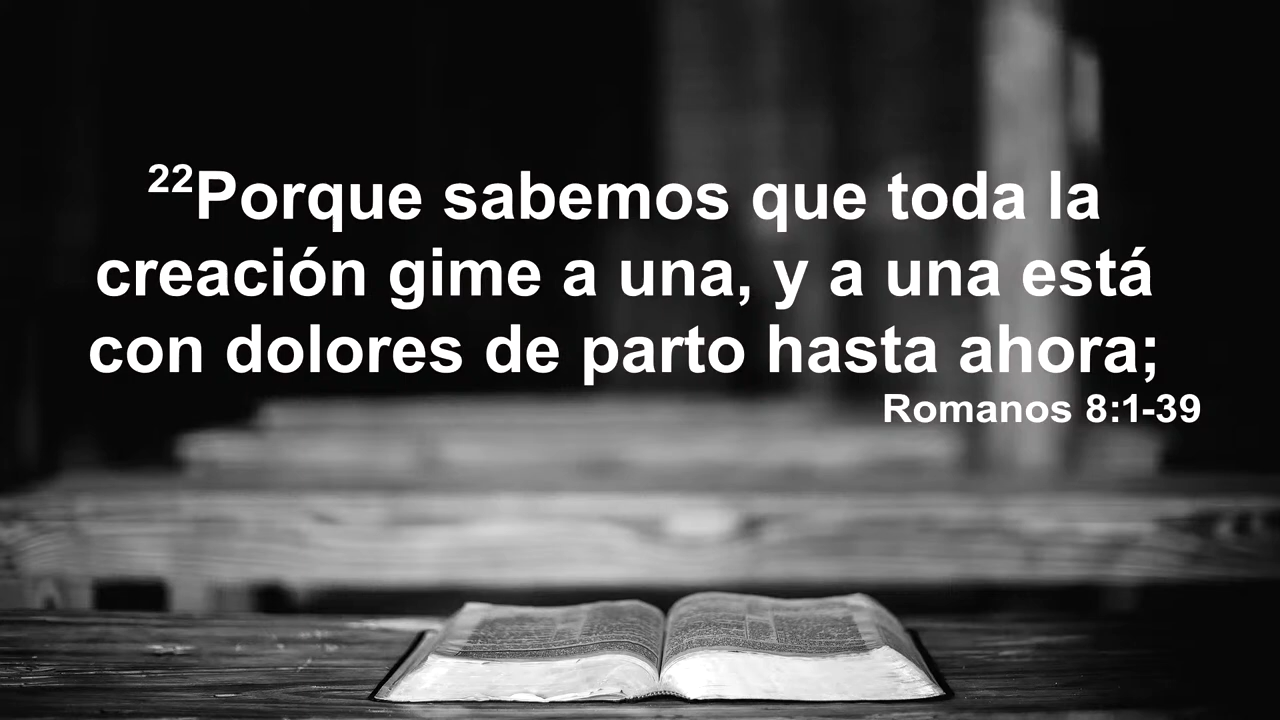 ²²Porque sabemos que toda la
creación gime a una, y a una está
con dolores de parto hasta ahora;
Romanos 8:1-39